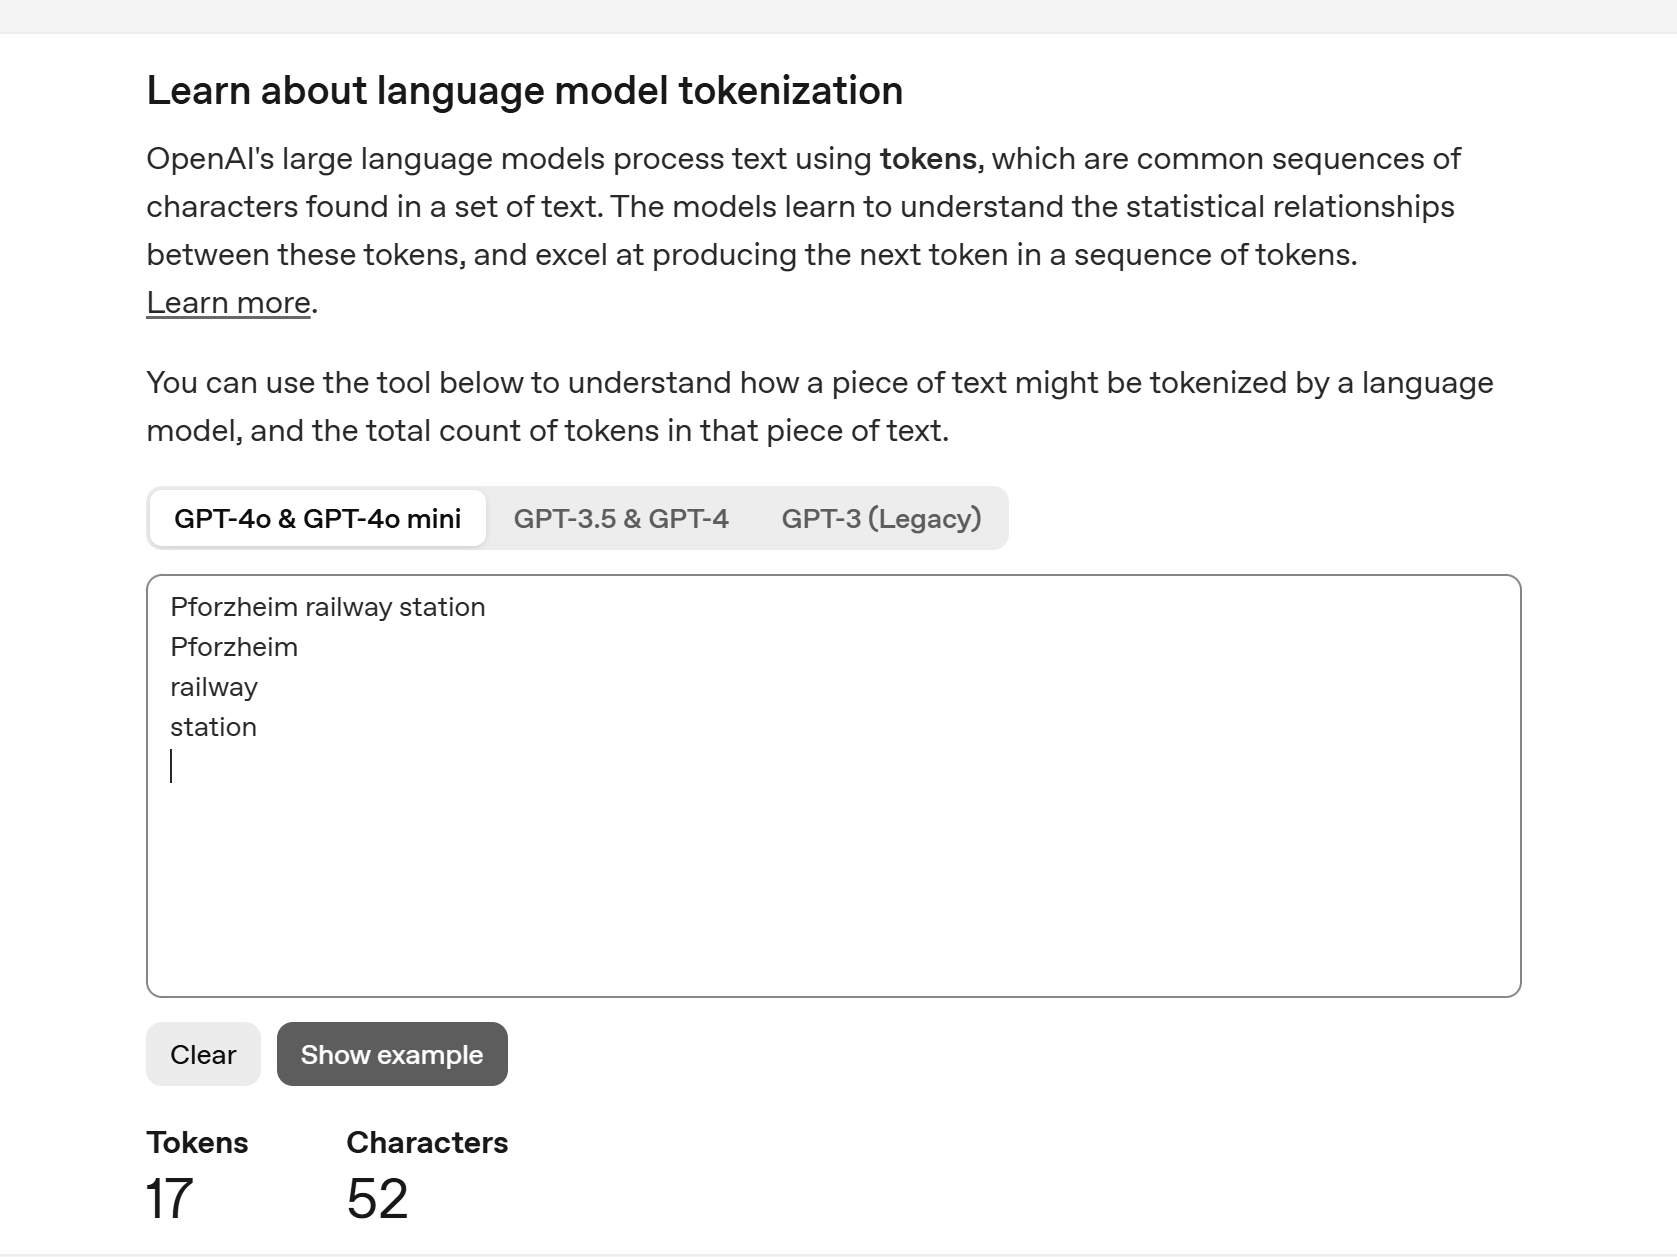 Learn about language model tokenization
OpenAI's large language models process text using tokens, which are common sequences of
characters found in a set of text. The models learn to understand the statistical relationships
between these tokens, and excel at producing the next token in a sequence of tokens.
Learn more.
You can use the tool below to understand how a piece of text might be tokenized by a language
model, and the total count of tokens in that piece of text.
GPT-4o & GPT-4o mini GPT-3.5 & GPT-4 GPT-3 (Legacy)
Pforzheim railway station
Pforzheim
railway
station
Clear Show example
Tokens Characters
17 52